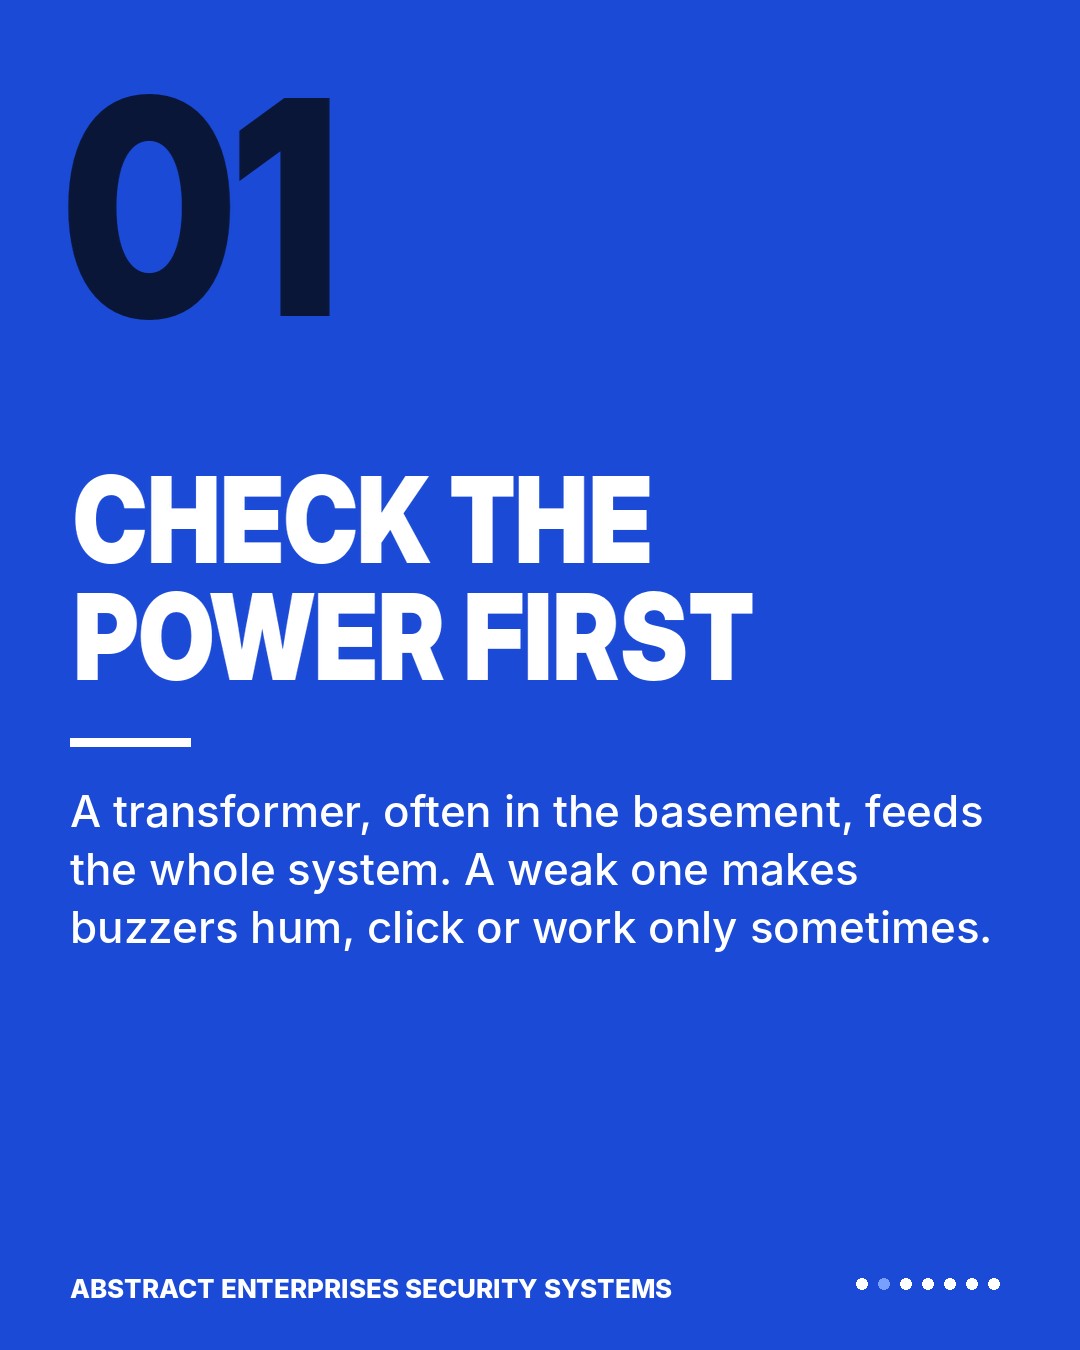 01
CHECK THE
POWER FIRST
A transformer, often in the basement, feeds
the whole system. A weak one makes
buzzers hum, click or work only sometimes.
ABSTRACT ENTERPRISES SECURITY SYSTEMS